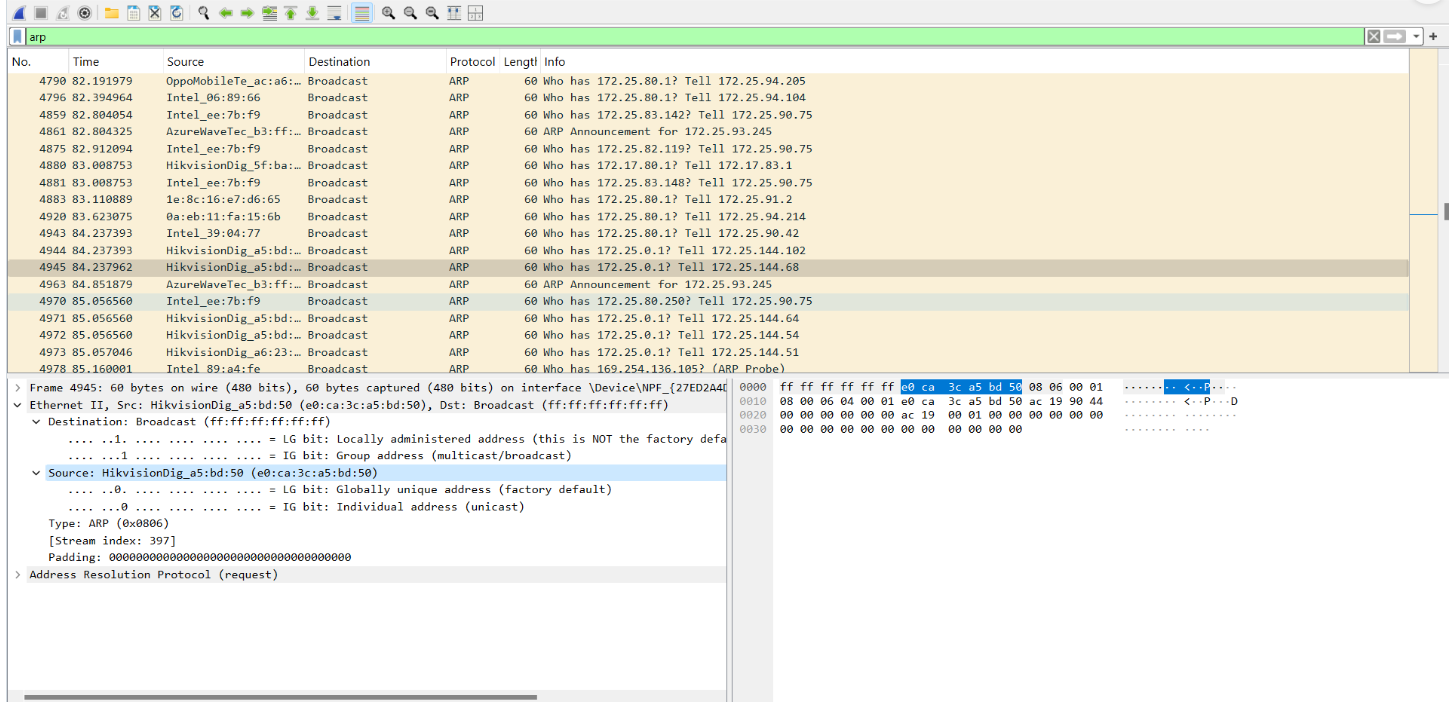 arp
No. Time Source Destination Protocol Length Info
4790 82.191979 OppoMobileTe_ac:a6:… Broadcast ARP 60 Who has 172.25.80.1? Tell 172.25.94.205
4796 82.394964 Intel_06:89:66 Broadcast ARP 60 Who has 172.25.80.1? Tell 172.25.94.104
4859 82.804054 Intel_ee:7b:f9 Broadcast ARP 60 Who has 172.25.83.142? Tell 172.25.90.75
4861 82.804325 AzureWaveTec_b3:ff:… Broadcast ARP 60 ARP Announcement for 172.25.93.245
4875 82.912094 Intel_ee:7b:f9 Broadcast ARP 60 Who has 172.25.82.119? Tell 172.25.90.75
4880 83.008753 HikvisionDig_5f:ba:… Broadcast ARP 60 Who has 172.17.80.1? Tell 172.17.83.1
4881 83.008753 Intel_ee:7b:f9 Broadcast ARP 60 Who has 172.25.83.148? Tell 172.25.90.75
4883 83.110889 1e:8c:16:e7:d6:65 Broadcast ARP 60 Who has 172.25.80.1? Tell 172.25.91.2
4920 83.623075 0a:eb:11:fa:15:6b Broadcast ARP 60 Who has 172.25.80.1? Tell 172.25.94.214
4943 84.237393 Intel_39:04:77 Broadcast ARP 60 Who has 172.25.80.1? Tell 172.25.90.42
4944 84.237393 HikvisionDig_a5:bd:… Broadcast ARP 60 Who has 172.25.0.1? Tell 172.25.144.102
4945 84.237962 HikvisionDig_a5:bd:… Broadcast ARP 60 Who has 172.25.0.1? Tell 172.25.144.68
4963 84.851879 AzureWaveTec_b3:ff:… Broadcast ARP 60 ARP Announcement for 172.25.93.245
4970 85.056560 Intel_ee:7b:f9 Broadcast ARP 60 Who has 172.25.80.250? Tell 172.25.90.75
4971 85.056560 HikvisionDig_a5:bd:… Broadcast ARP 60 Who has 172.25.0.1? Tell 172.25.144.64
4972 85.056560 HikvisionDig_a5:bd:… Broadcast ARP 60 Who has 172.25.0.1? Tell 172.25.144.54
4973 85.057046 HikvisionDig_a6:23:… Broadcast ARP 60 Who has 172.25.0.1? Tell 172.25.144.51
4978 85.160001 Intel_89:a4:fe Broadcast ARP 60 Who has 169.254.136.105? (ARP Probe)
Frame 4945: 60 bytes on wire (480 bits), 60 bytes captured (480 bits) on interface \Device\NPF_{27ED2A4D
Ethernet II, Src: HikvisionDig_a5:bd:50 (e0:ca:3c:a5:bd:50), Dst: Broadcast (ff:ff:ff:ff:ff:ff)
Destination: Broadcast (ff:ff:ff:ff:ff:ff)
.... ..1. .... .... .... .... = LG bit: Locally administered address (this is NOT the factory defa
.... ...1 .... .... .... .... = IG bit: Group address (multicast/broadcast)
Source: HikvisionDig_a5:bd:50 (e0:ca:3c:a5:bd:50)
.... ..0. .... .... .... .... = LG bit: Globally unique address (factory default)
.... ...0 .... .... .... .... = IG bit: Individual address (unicast)
Type: ARP (0x0806)
[Stream index: 397]
Padding: 000000000000000000000000000000000000
Address Resolution Protocol (request)
0000 ff ff ff ff ff ff e0 ca 3c a5 bd 50 08 06 00 01 ········ <··P····
0010 08 00 06 04 00 01 e0 ca 3c a5 bd 50 ac 19 90 44 ········ <··P···D
0020 00 00 00 00 00 00 ac 19 00 01 00 00 00 00 00 00 ········ ········
0030 00 00 00 00 00 00 00 00 00 00 00 00 ········ ····